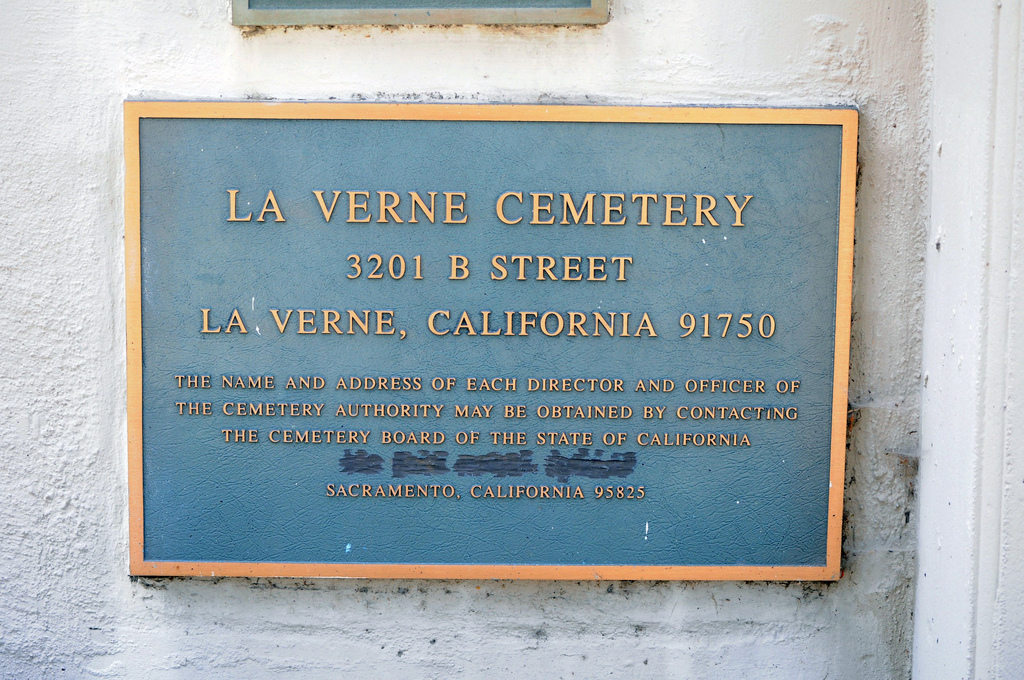 LA VERNE CEMETERY
3201 B STREET
LA VERNE, CALIFORNIA 91750
THE NAME AND ADDRESS OF EACH DIRECTOR AND OFFICER OF
THE CEMETERY AUTHORITY MAY BE OBTAINED BY CONTACTING
THE CEMETERY BOARD OF THE STATE OF CALIFORNIA
SACRAMENTO, CALIFORNIA 95825